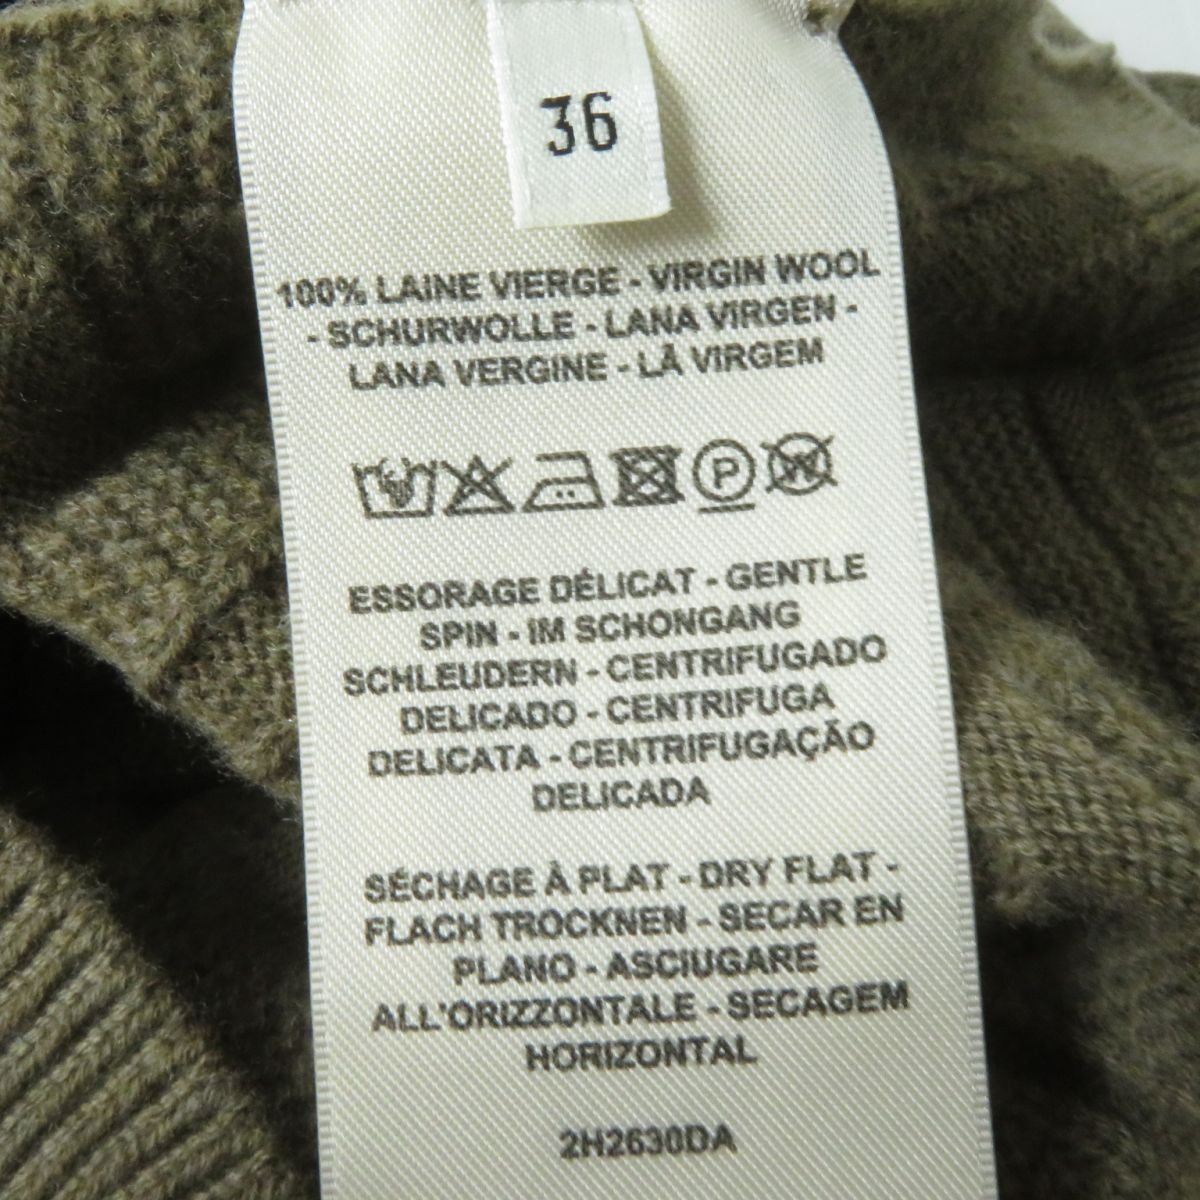 36
100% LAINE VIERGE - VIRGIN WOOL
- SCHURWOLLE - LANA VIRGEN -
LANA VERGINE - LÃ VIRGEM
P W
ESSORAGE DÉLICAT - GENTLE
SPIN - IM SCHONGANG
SCHLEUDERN - CENTRIFUGADO
DELICADO - CENTRIFUGA
DELICATA - CENTRIFUGAÇÃO
DELICADA
SÉCHAGE À PLAT - DRY FLAT -
FLACH TROCKNEN - SECAR EN
PLANO - ASCIUGARE
ALL'ORIZZONTALE - SECAGEM
HORIZONTAL
2H2630DA